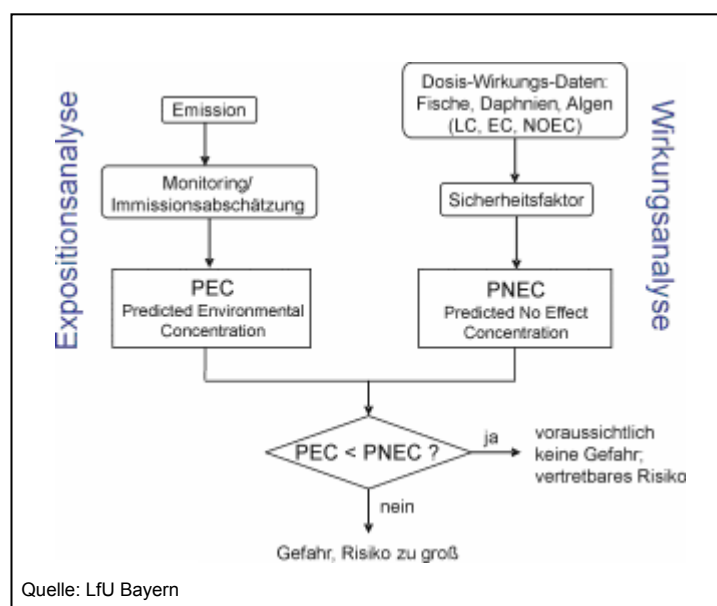 Expositionsanalyse
Emission
Monitoring/
Immissionsabschätzung
PEC
Predicted Environmental
Concentration
Dosis-Wirkungs-Daten:
Fische, Daphnien, Algen
(LC, EC, NOEC)
Sicherheitsfaktor
PNEC
Predicted No Effect
Concentration
Wirkungsanalyse
PEC < PNEC ?
ja
voraussichtlich
keine Gefahr;
vertretbares Risiko
nein
Gefahr, Risiko zu groß
Quelle: LfU Bayern